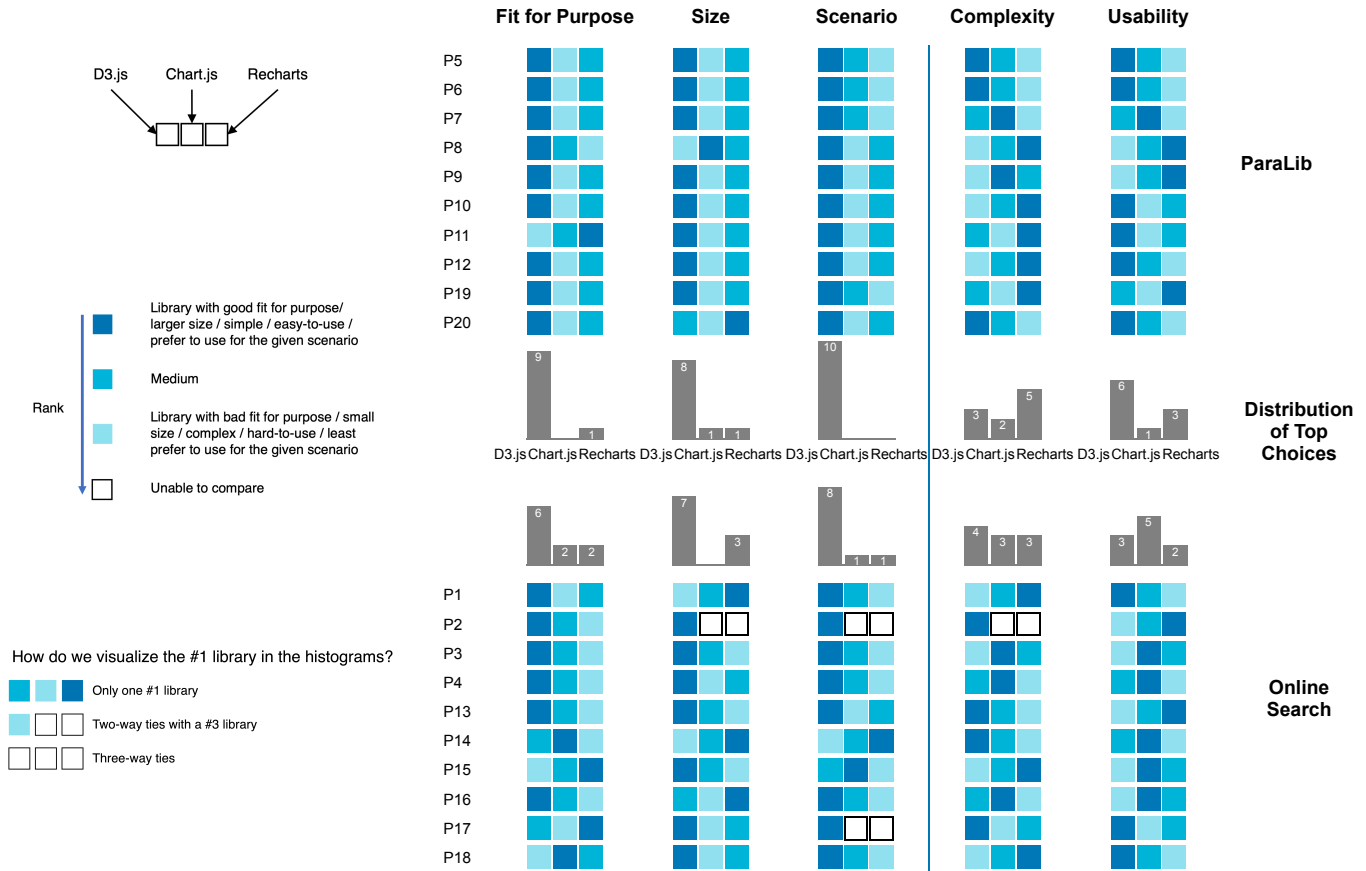 Fit for Purpose Size Scenario Complexity Usability
D3.js Chart.js Recharts
P5
P6
P7
P8
P9
P10
P11
P12
P19
P20
ParaLib
Library with good fit for purpose/
larger size / simple / easy-to-use /
prefer to use for the given scenario
Medium
Rank
Library with bad fit for purpose / small
size / complex / hard-to-use / least
prefer to use for the given scenario
Unable to compare
9 1 8 1 1 10 3 2 5 6 1 3
D3.js Chart.js Recharts D3.js Chart.js Recharts D3.js Chart.js Recharts D3.js Chart.js Recharts D3.js Chart.js Recharts
Distribution
of Top
Choices
6 2 2 7 3 8 1 1 4 3 3 3 5 2
P1
P2
P3
P4
P13
P14
P15
P16
P17
P18
Online
Search
How do we visualize the #1 library in the histograms?
Only one #1 library
Two-way ties with a #3 library
Three-way ties